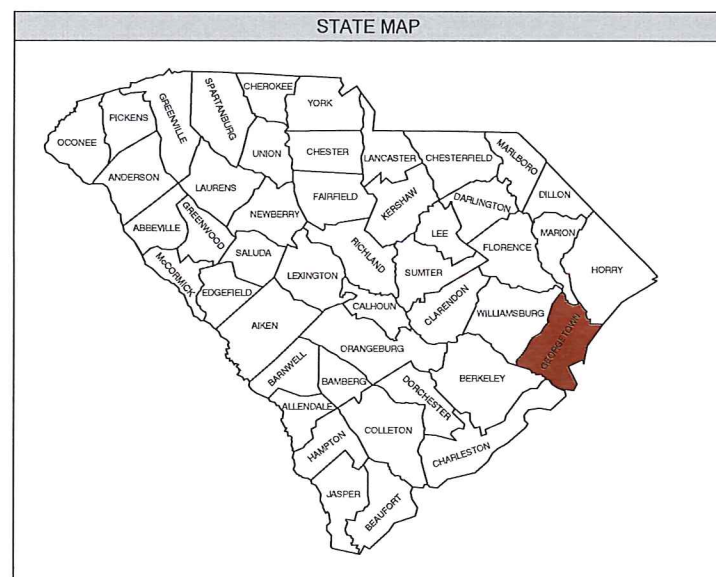 STATE MAP
CHEROKEE
SPARTANBURG
GREENVILLE
YORK
PICKENS
OCONEE
UNION
CHESTER
LANCASTER
CHESTERFIELD
MARLBORO
ANDERSON
LAURENS
DILLON
FAIRFIELD
KERSHAW
DARLINGTON
NEWBERRY
GREENWOOD
ABBEVILLE
LEE
MARION
FLORENCE
SALUDA
RICHLAND
HORRY
McCORMICK
LEXINGTON
SUMTER
EDGEFIELD
CALHOUN
CLARENDON
WILLIAMSBURG
AIKEN
GEORGETOWN
ORANGEBURG
BARNWELL
BAMBERG
BERKELEY
DORCHESTER
ALLENDALE
COLLETON
HAMPTON
CHARLESTON
JASPER
BEAUFORT